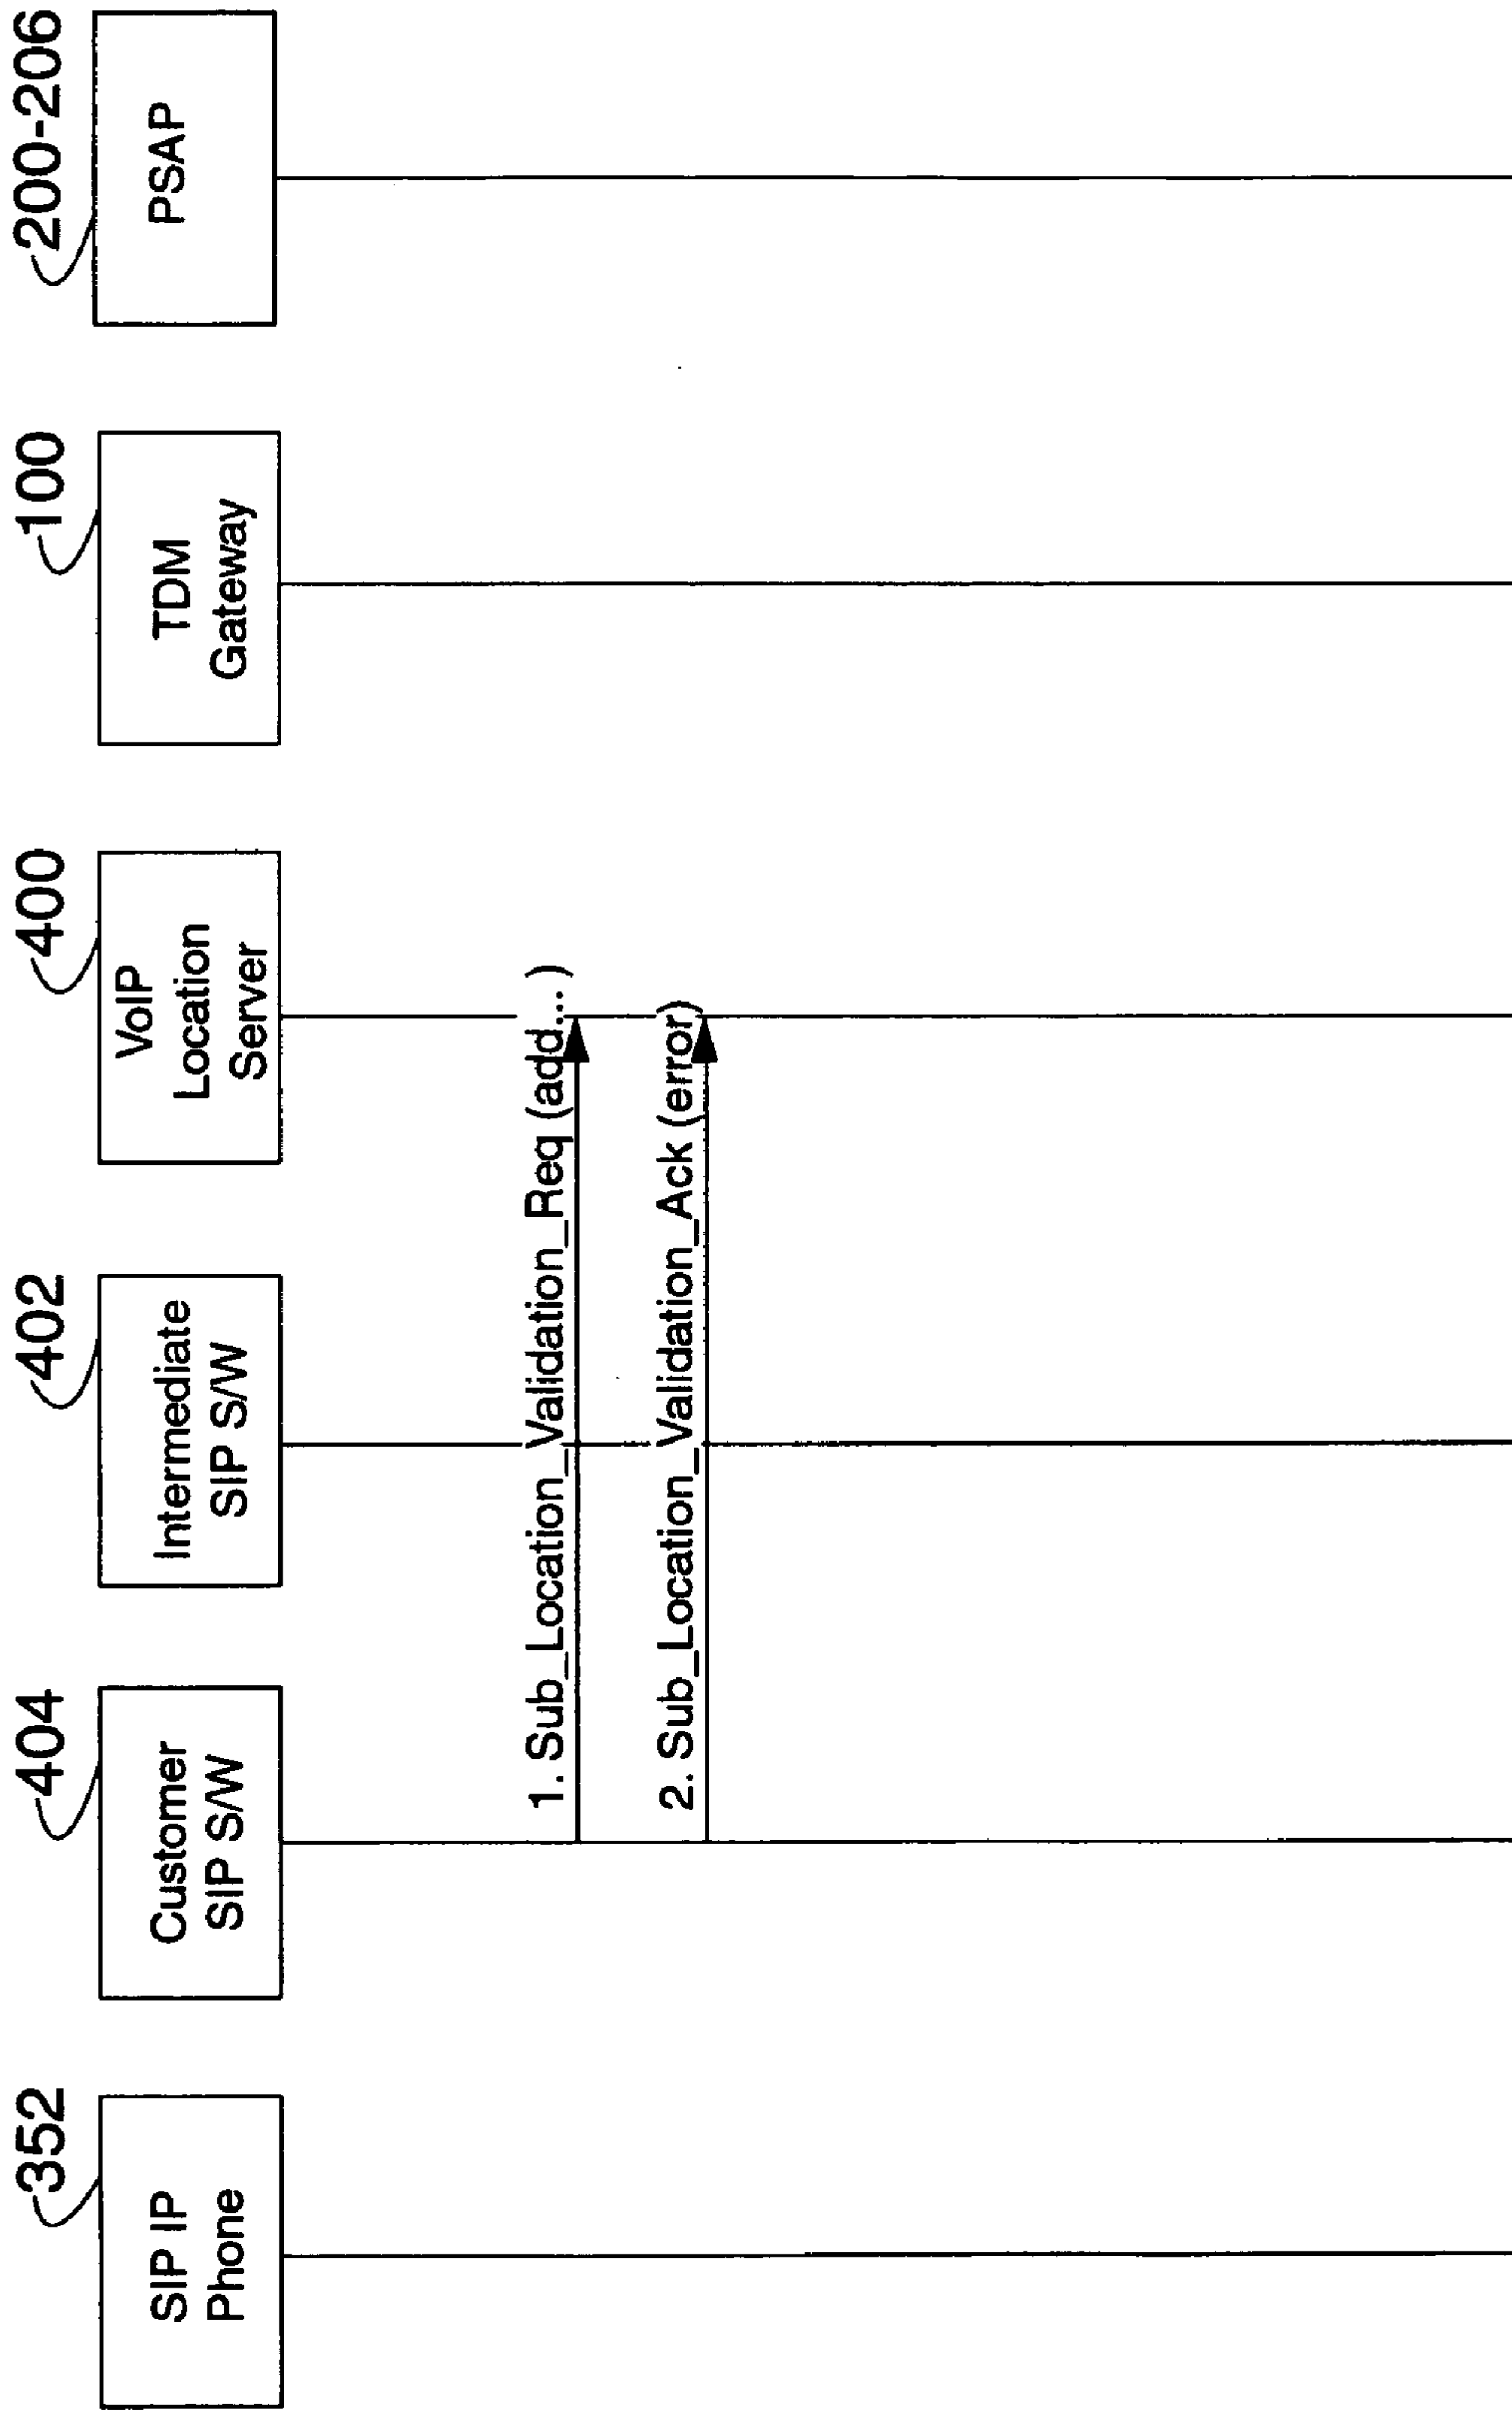 352
404
402
400
100
200-206
SIP IP
Phone
Customer
SIP S/W
Intermediate
SIP S/W
VoIP
Location
Server
TDM
Gateway
PSAP
1. Sub_Location_Validation_Req (add... )
2. Sub_Location_Validation_Ack (error)